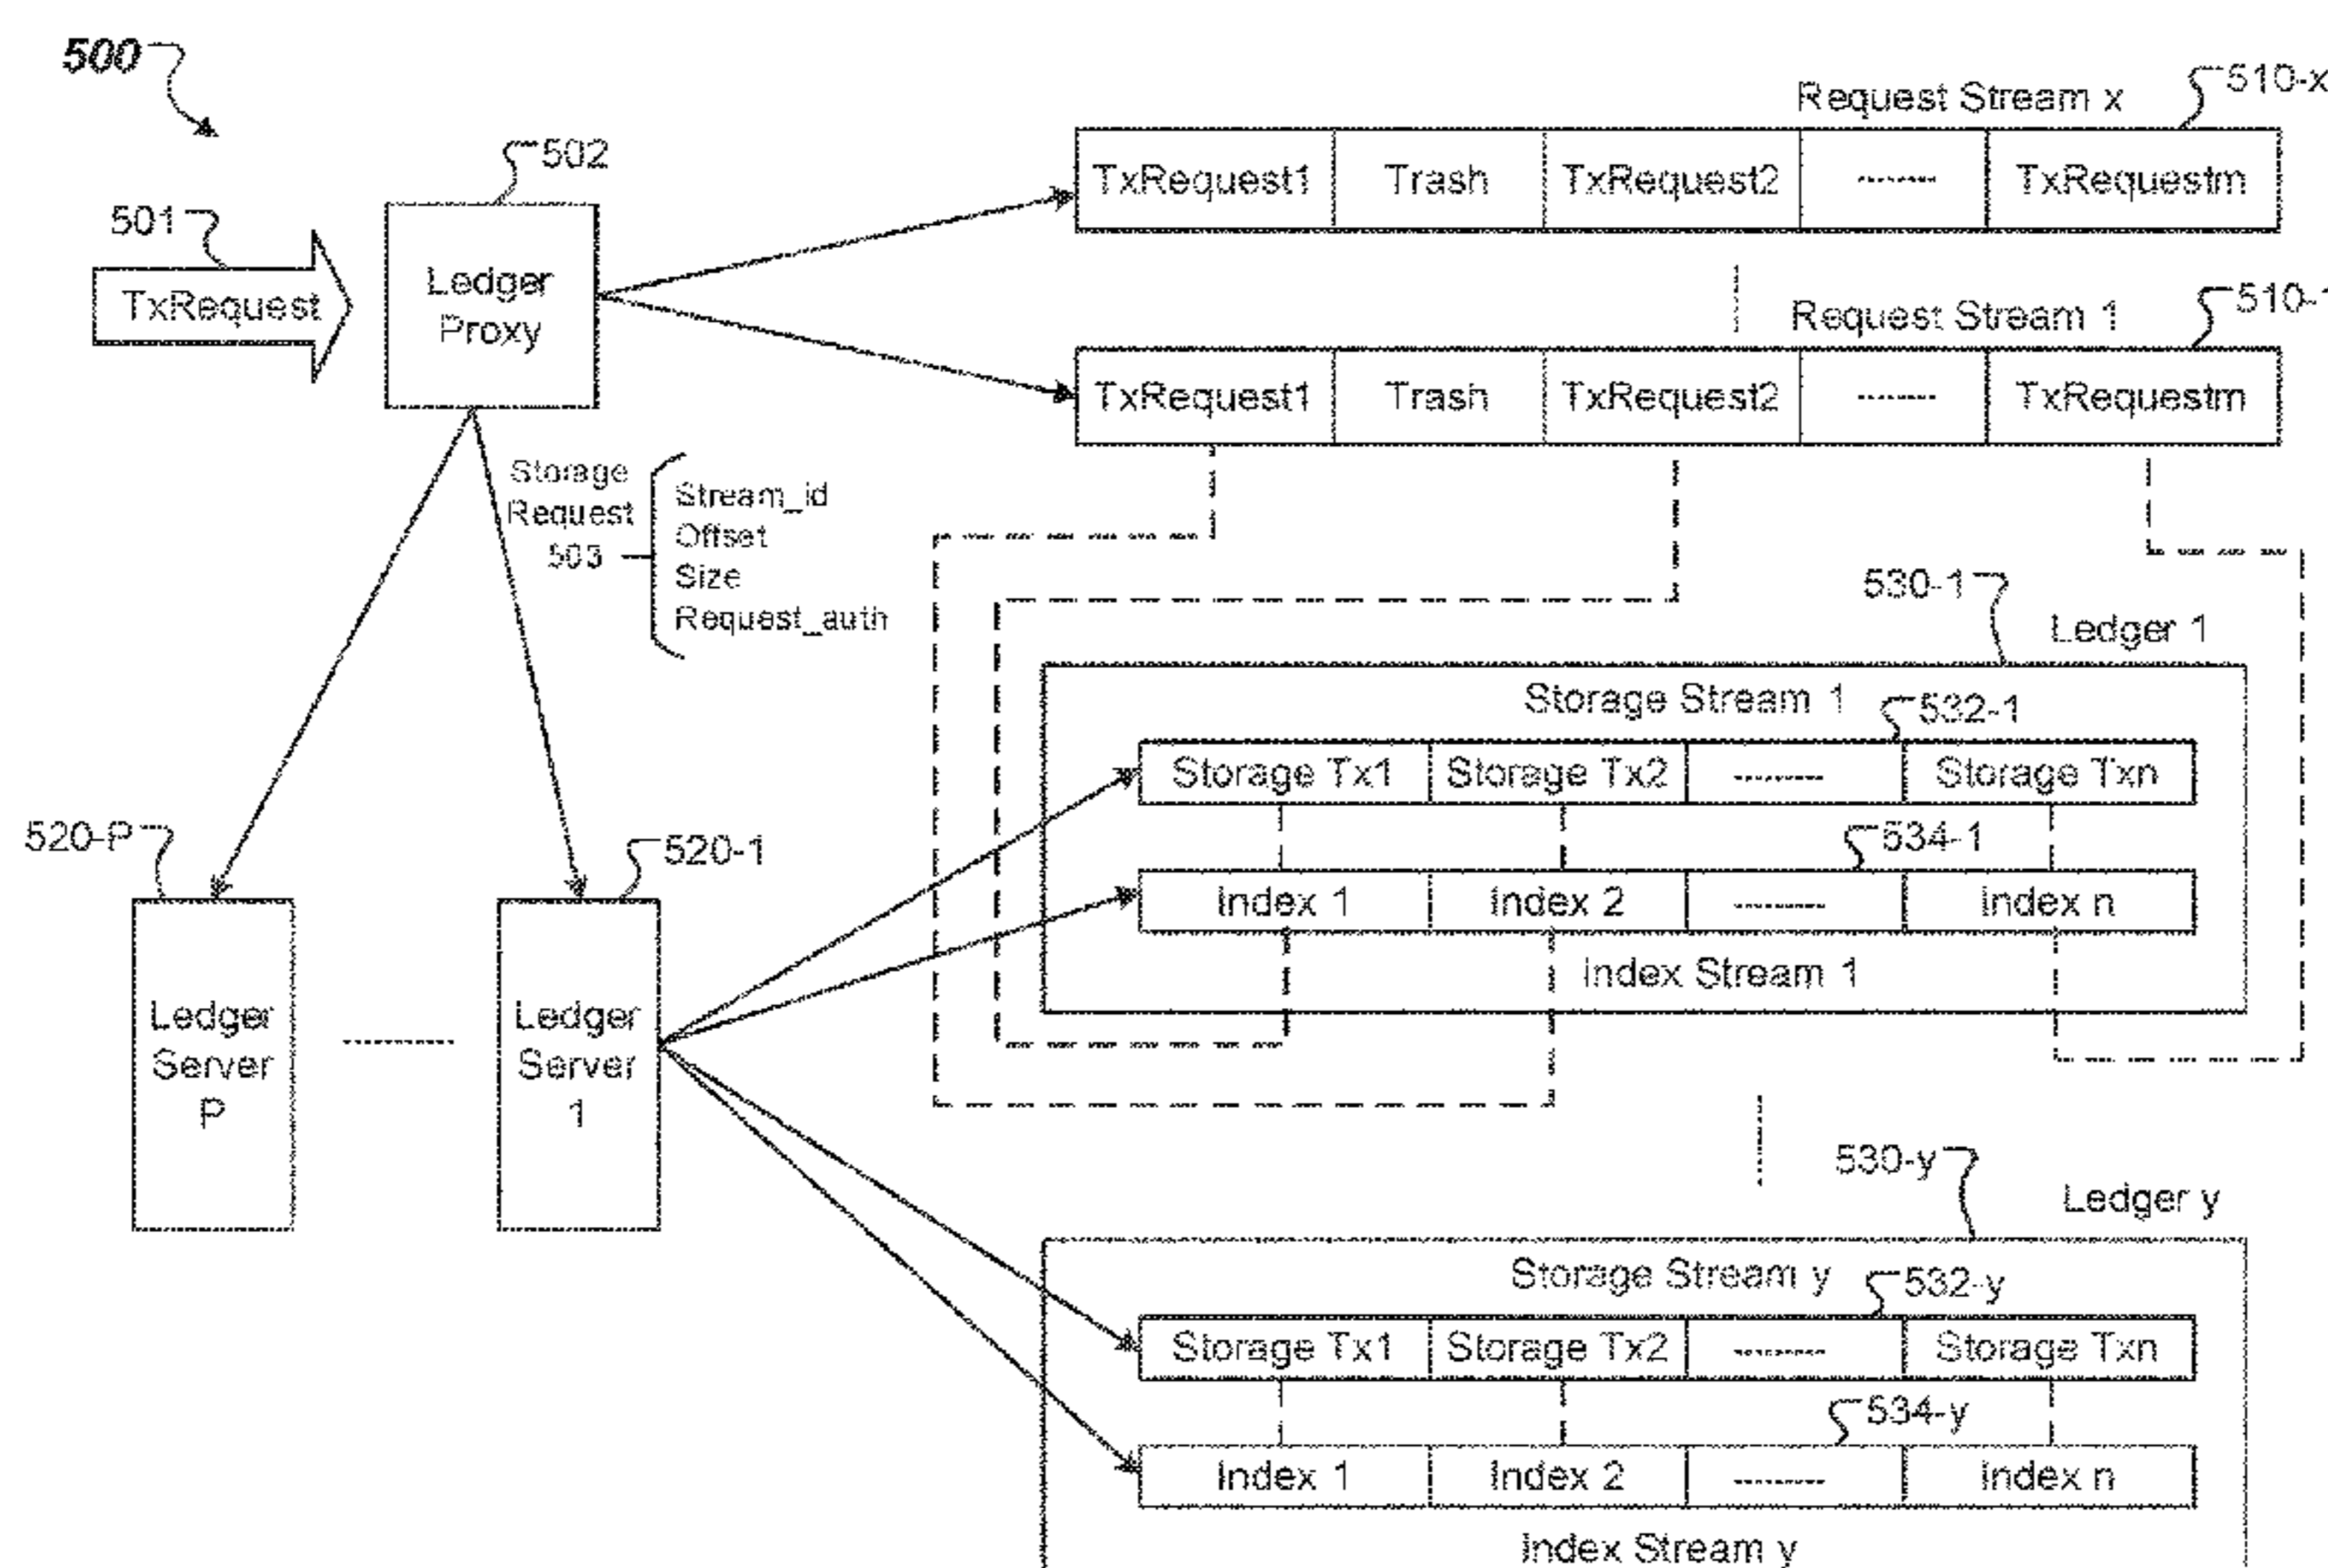 500
510-x
Request Stream x
502
TxRequest1 Trash TxRequest2 TxRequestm
501
TxRequest
Ledger
Proxy
510-1
Request Stream 1
TxRequest1 Trash TxRequest2 TxRequestm
Storage
Request
503
Stream_id
Offset
Size
Request_auth
530-1
Ledger 1
Storage Stream 1
532-1
Storage Tx1 Storage Tx2 Storage Txn
520-P
520-1
534-1
Index 1 Index 2 Index n
Index Stream 1
Ledger
Server
P
Ledger
Server
1
530-y
Ledger y
Storage Stream y
532-y
Storage Tx1 Storage Tx2 Storage Txn
534-y
Index 1 Index 2 Index n
Index Stream y